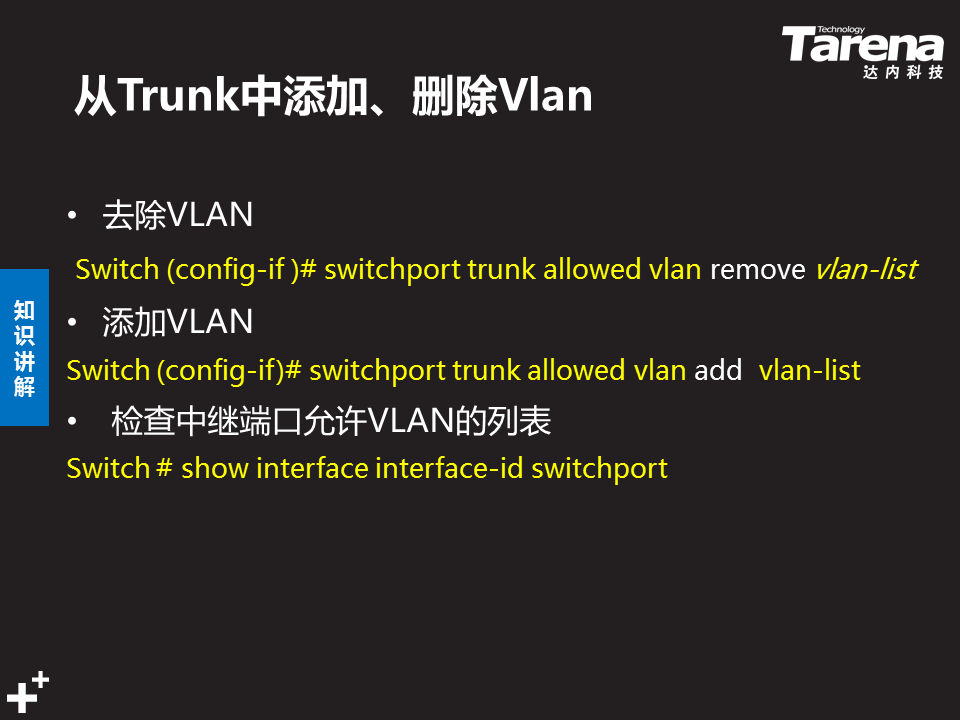 Technology
Tarena
达内科技
从Trunk中添加、删除Vlan
• 去除VLAN
Switch (config-if )# switchport trunk allowed vlan remove vlan-list
• 添加VLAN
Switch (config-if)# switchport trunk allowed vlan add vlan-list
• 检查中继端口允许VLAN的列表
Switch # show interface interface-id switchport
知识讲解